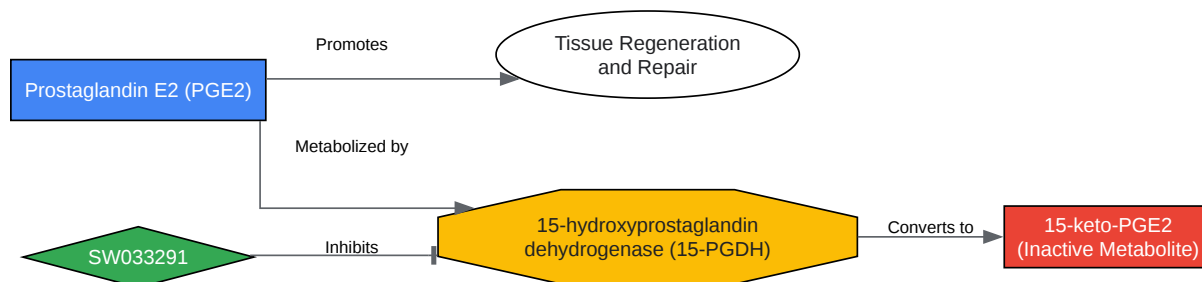 Promotes
Tissue Regeneration
and Repair
Prostaglandin E2 (PGE2)
Metabolized by
15-hydroxyprostaglandin
dehydrogenase (15-PGDH)
Converts to
15-keto-PGE2
(Inactive Metabolite)
SW033291
Inhibits